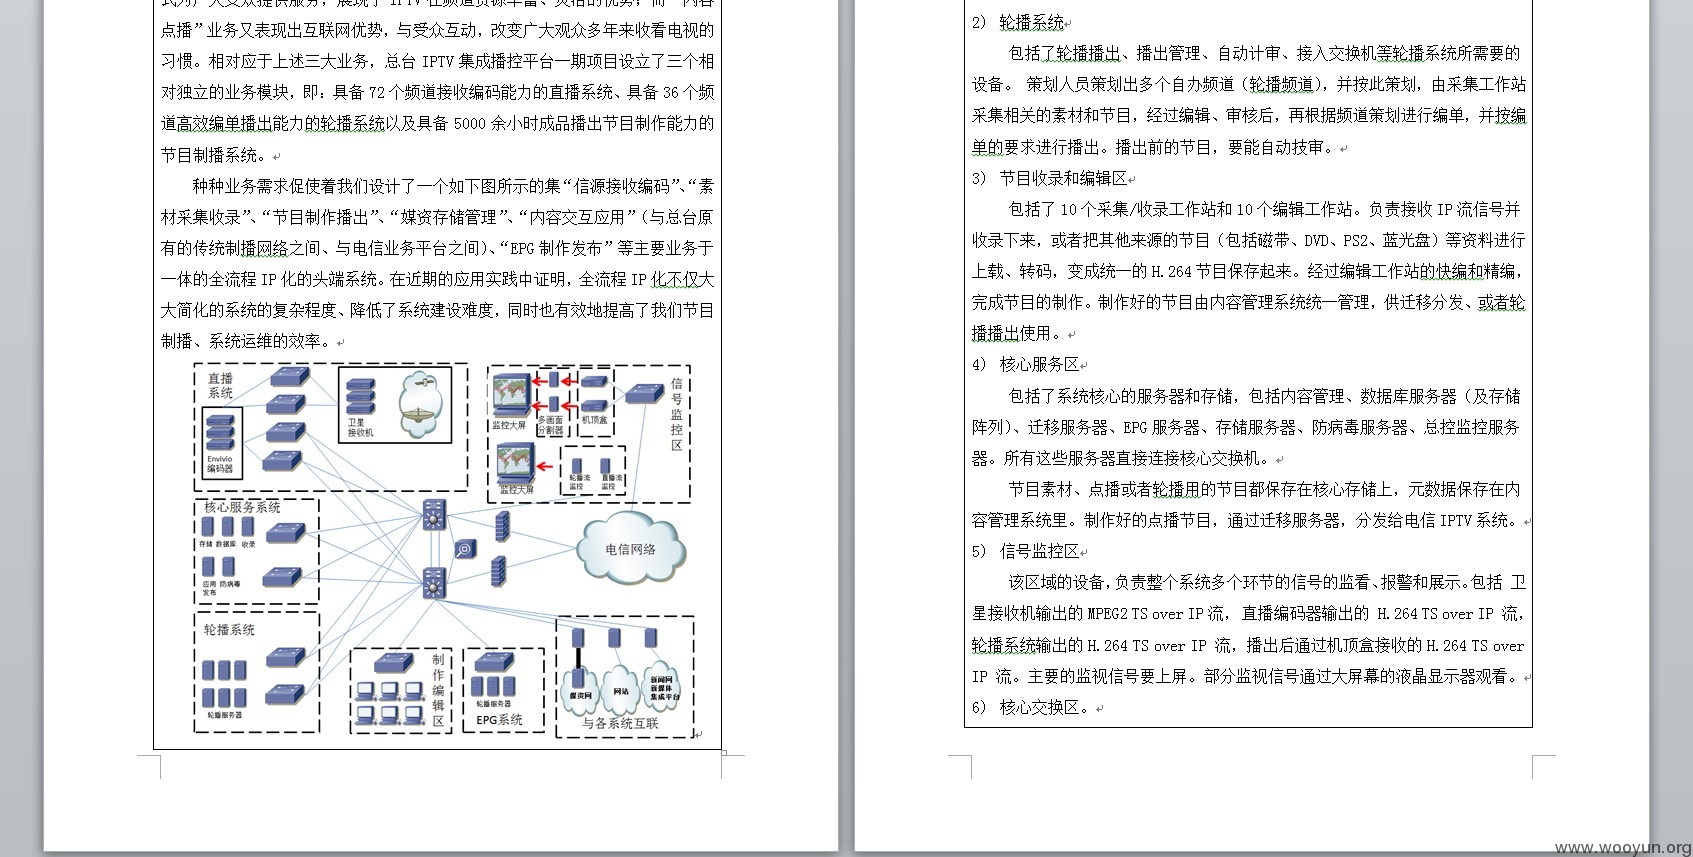 点播”业务又表现出互联网优势，与受众互动，改变广大观众多年来收看电视的
习惯。相对应于上述三大业务，总台 IPTV 集成播控平台一期项目设立了三个相
对独立的业务模块，即：具备 72 个频道接收编码能力的直播系统、具备 36 个频
道高效编单播出能力的轮播系统以及具备 5000 余小时成品播出节目制作能力的
节目制播系统。
种种业务需求促使着我们设计了一个如下图所示的集“信源接收编码”、“素
材采集收录”、“节目制作播出”、“媒资存储管理”、“内容交互应用”（与总台原
有的传统制播网络之间、与电信业务平台之间）、“EPG 制作发布”等主要业务于
一体的全流程 IP 化的头端系统。在近期的应用实践中证明，全流程 IP 化不仅大
大简化的系统的复杂程度、降低了系统建设难度，同时也有效地提高了我们节目
制播、系统运维的效率。
直播
系统
卫星
接收机
Envivio
编码器
监控大屏
多画面
分割器
机顶盒
信号监控区
监控大屏
轮播流
监控
直播流
监控
核心服务系统
存储 数据库 收录
应用 防病毒
发布
电信网络
轮播系统
轮播服务器
制作编辑区
轮播服务器
EPG系统
媒资网
网站
新闻网
新媒体
集成平台
与各系统互联
2） 轮播系统
包括了轮播播出、播出管理、自动计审、接入交换机等轮播系统所需要的
设备。 策划人员策划出多个自办频道（轮播频道），并按此策划，由采集工作站
采集相关的素材和节目，经过编辑、审核后，再根据频道策划进行编单，并按编
单的要求进行播出。播出前的节目，要能自动技审。
3） 节目收录和编辑区
包括了 10 个采集/收录工作站和 10 个编辑工作站。负责接收 IP 流信号并
收录下来，或者把其他来源的节目（包括磁带、DVD、PS2、蓝光盘）等资料进行
上载、转码，变成统一的 H.264 节目保存起来。经过编辑工作站的快编和精编，
完成节目的制作。制作好的节目由内容管理系统统一管理，供迁移分发、或者轮
播播出使用。
4） 核心服务区
包括了系统核心的服务器和存储，包括内容管理、数据库服务器（及存储
阵列）、迁移服务器、EPG 服务器、存储服务器、防病毒服务器、总控监控服务
器。所有这些服务器直接连接核心交换机。
节目素材、点播或者轮播用的节目都保存在核心存储上，元数据保存在内
容管理系统里。制作好的点播节目，通过迁移服务器，分发给电信 IPTV 系统。
5） 信号监控区
该区域的设备，负责整个系统多个环节的信号的监看、报警和展示。包括 卫
星接收机输出的 MPEG2 TS over IP 流， 直播编码器输出的 H.264 TS over IP 流，
轮播系统输出的 H.264 TS over IP 流，播出后通过机顶盒接收的 H.264 TS over
IP 流。主要的监视信号要上屏。部分监视信号通过大屏幕的液晶显示器观看。
6） 核心交换区。
www.wooyun.org